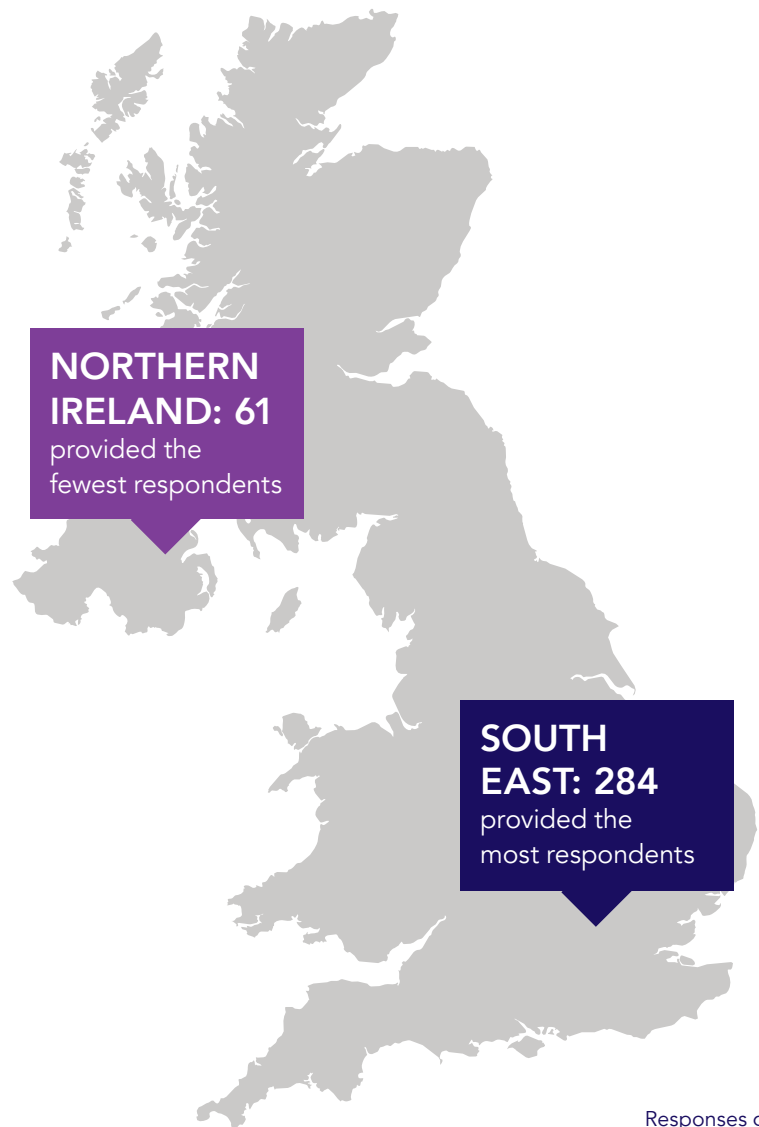 NORTHERN
IRELAND: 61
provided the
fewest respondents
SOUTH
EAST: 284
provided the
most respondents
Responses